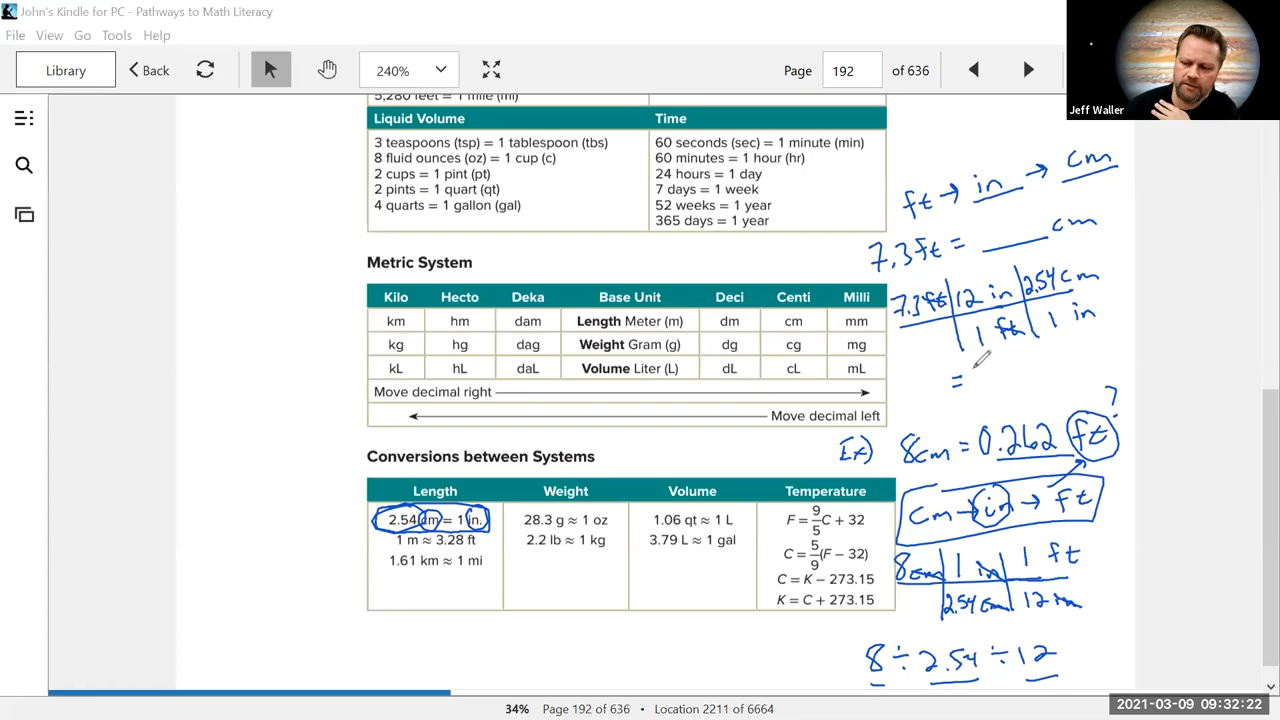 John's Kindle for PC - Pathways to Math Literacy
File View Go Tools Help
Library Back 240% Page 192 of 636
Jeff Waller
5,280 feet = 1 mile (mi)
Liquid Volume Time
3 teaspoons (tsp) = 1 tablespoon (tbs) 60 seconds (sec) = 1 minute (min)
8 fluid ounces (oz) = 1 cup (c) 60 minutes = 1 hour (hr)
2 cups = 1 pint (pt) 24 hours = 1 day
2 pints = 1 quart (qt) 7 days = 1 week
4 quarts = 1 gallon (gal) 52 weeks = 1 year
365 days = 1 year
ft → in → cm
7.3ft = ____ cm
7.3ft | 12 in | 2.54cm
1 ft | 1 in
=
Metric System
Kilo Hecto Deka Base Unit Deci Centi Milli
km hm dam Length Meter (m) dm cm mm
kg hg dag Weight Gram (g) dg cg mg
kL hL daL Volume Liter (L) dL cL mL
Move decimal right
Move decimal left
?
Ex) 8cm = 0.262 ft
cm → in → ft
8cm | 1 in | 1 ft
2.54 cm | 12 in
8 ÷ 2.54 ÷ 12
Conversions between Systems
Length Weight Volume Temperature
2.54 cm = 1 in. 28.3 g ≈ 1 oz 1.06 qt ≈ 1 L F = 9/5 C + 32
1 m ≈ 3.28 ft 2.2 lb ≈ 1 kg 3.79 L ≈ 1 gal C = 5/9 (F − 32)
1.61 km ≈ 1 mi C = K − 273.15
K = C + 273.15
34% Page 192 of 636 • Location 2211 of 6664
2021-03-09 09:32:22